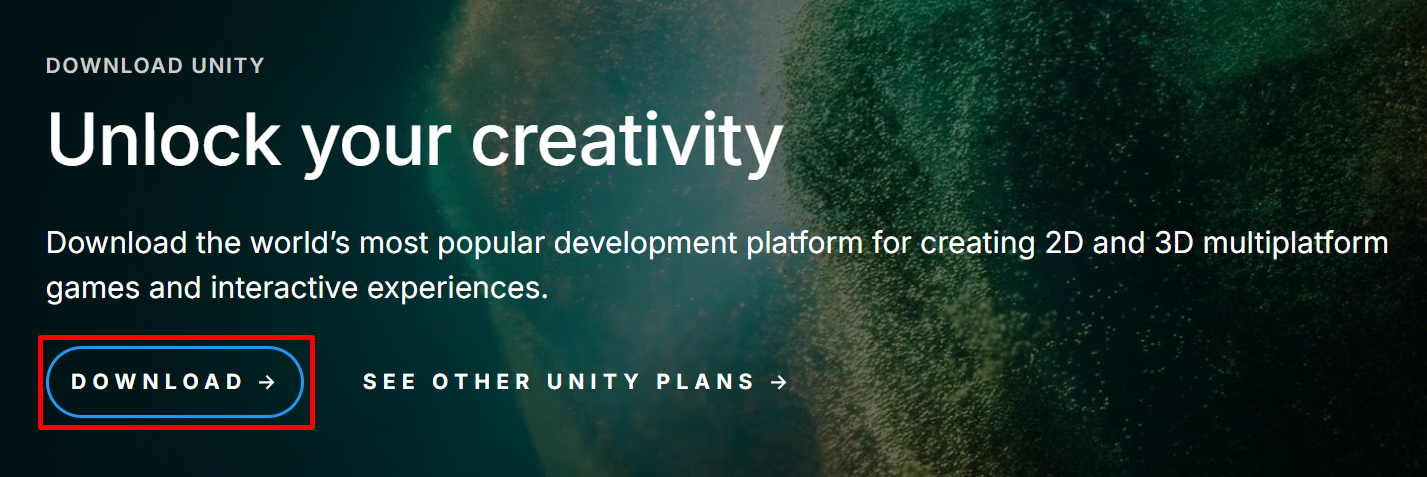 DOWNLOAD UNITY
Unlock your creativity
Download the world’s most popular development platform for creating 2D and 3D multiplatform
games and interactive experiences.
DOWNLOAD → SEE OTHER UNITY PLANS →